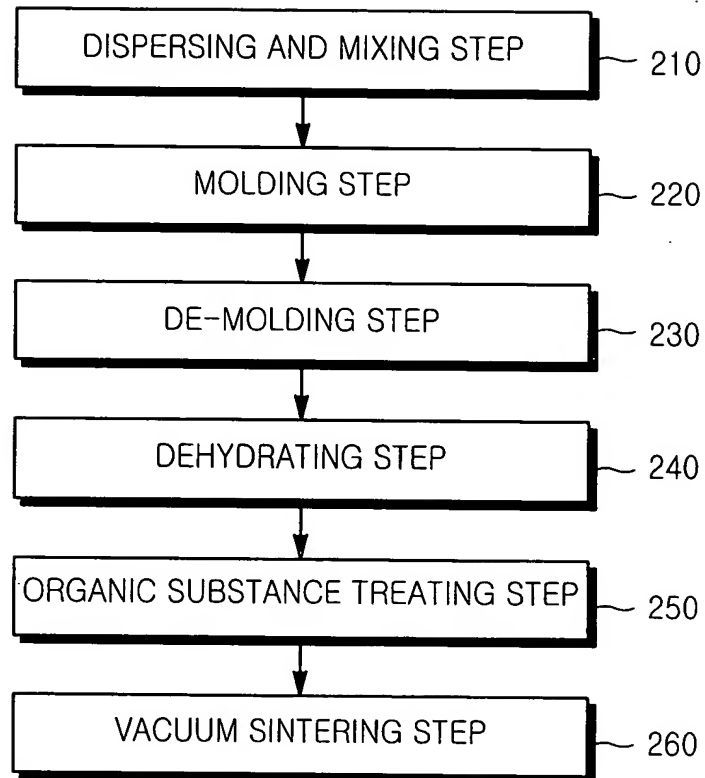 DISPERSING AND MIXING STEP 210
MOLDING STEP 220
DE-MOLDING STEP 230
DEHYDRATING STEP 240
ORGANIC SUBSTANCE TREATING STEP 250
VACUUM SINTERING STEP 260